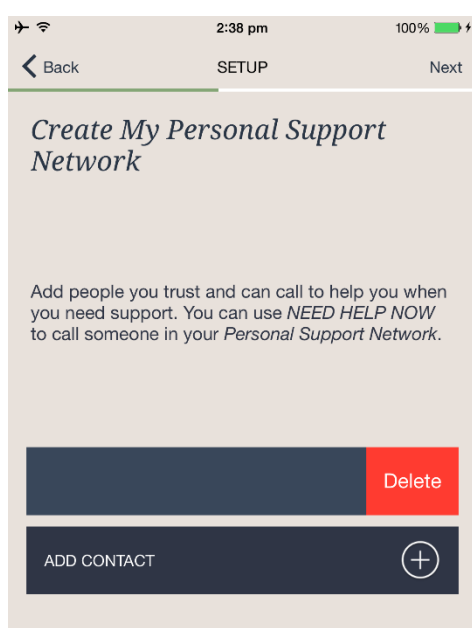 2:38 pm
100%
Back
SETUP
Next
Create My Personal Support
Network
Add people you trust and can call to help you when
you need support. You can use NEED HELP NOW
to call someone in your Personal Support Network.
Delete
ADD CONTACT